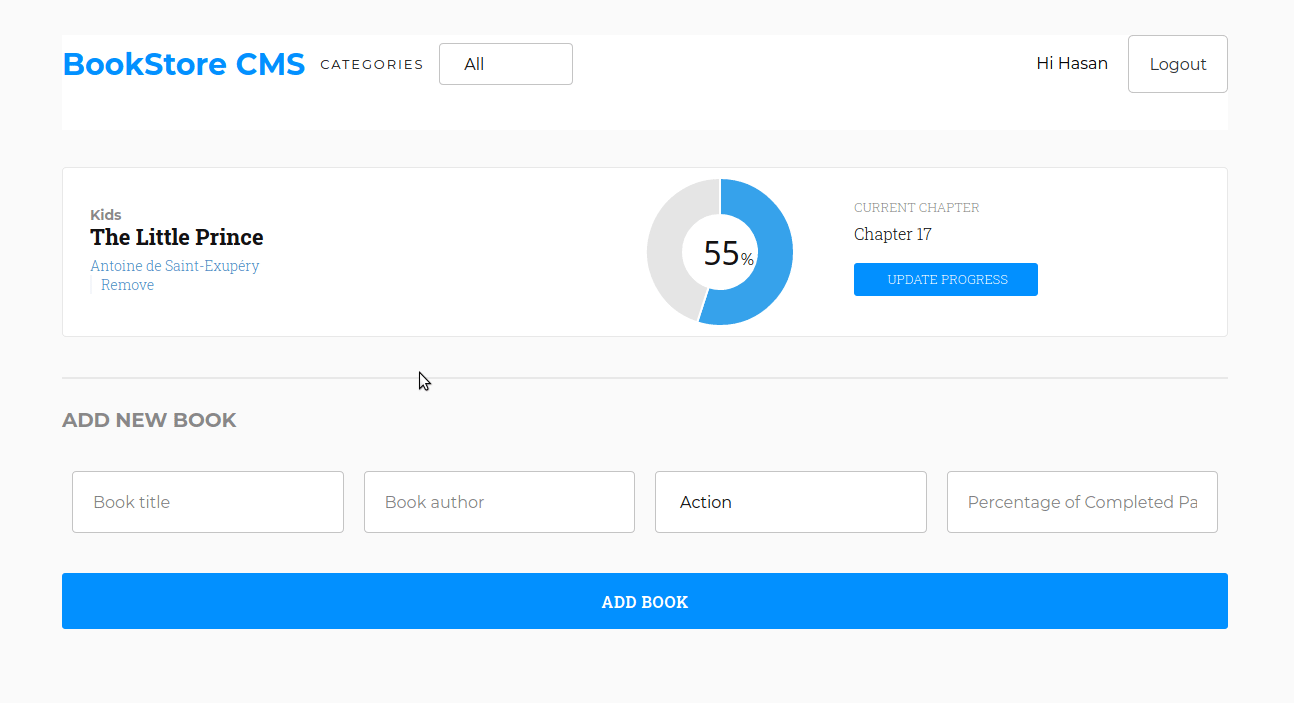 BookStore CMS
CATEGORIES
All
Hi Hasan
Logout
Kids
The Little Prince
Antoine de Saint-Exupéry
Remove
55%
CURRENT CHAPTER
Chapter 17
UPDATE PROGRESS
ADD NEW BOOK
Book title
Book author
Action
Percentage of Completed Pa
ADD BOOK